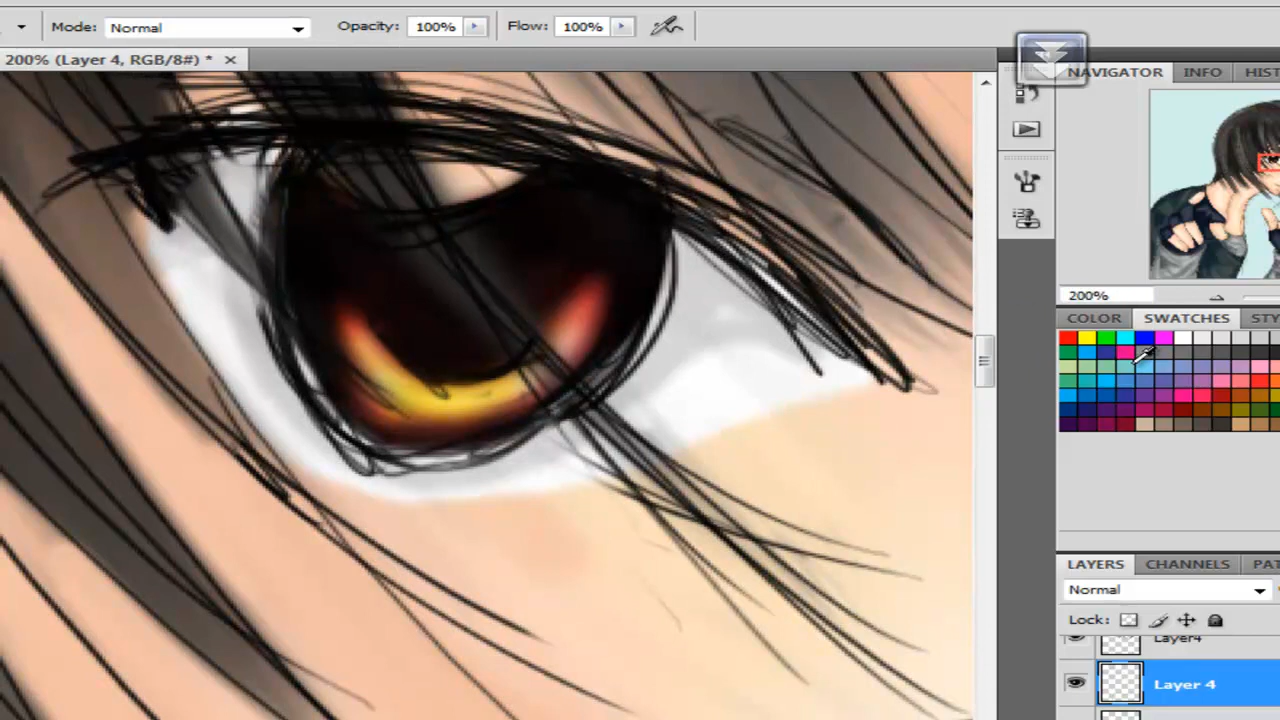 Mode: Normal Opacity: 100% Flow: 100%
200% (Layer 4, RGB/8#) *
NAVIGATOR INFO HIST
200%
COLOR SWATCHES STY
LAYERS CHANNELS PAT
Normal
Lock:
Layer4
Layer 4